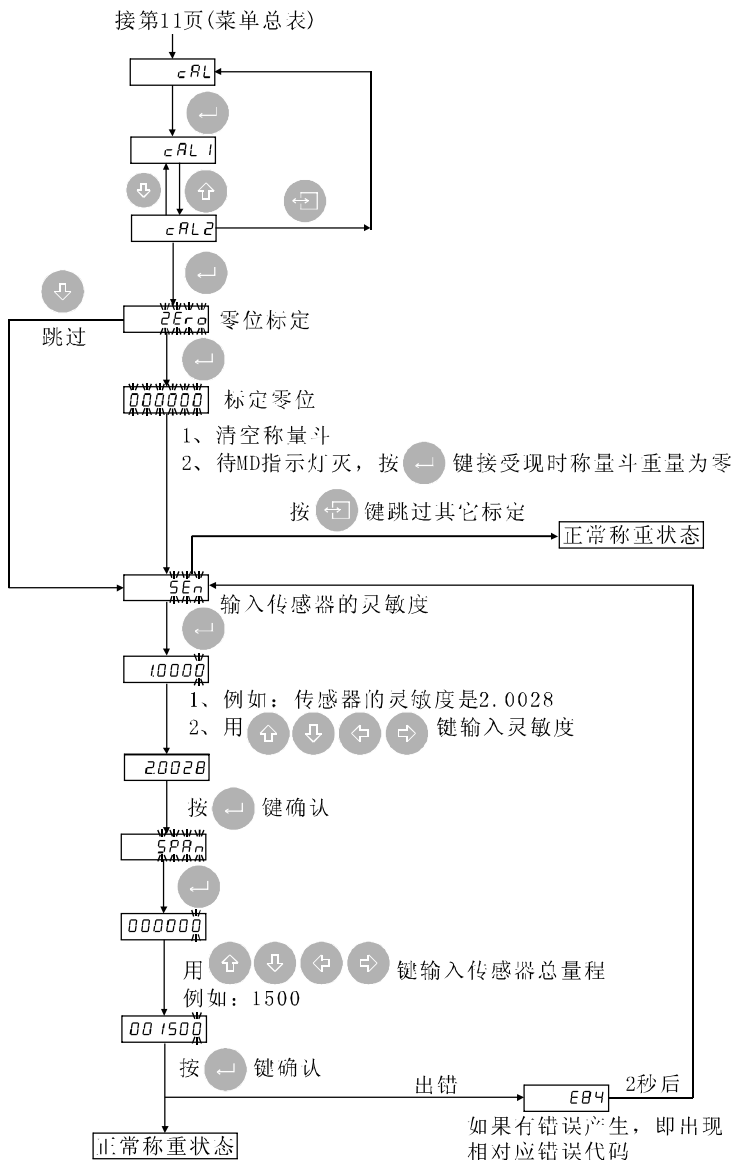 接第11页(菜单总表)
cAL
cAL 1
cAL2
跳过
ZEro 零位标定
000000 标定零位
1、清空称量斗
2、待MD指示灯灭，按 键接受现时称量斗重量为零
按 键跳过其它标定
正常称重状态
SEn
输入传感器的灵敏度
1.0000
1、例如：传感器的灵敏度是2.0028
2、用 键输入灵敏度
2.0028
按 键确认
SPAn
000000
用 键输入传感器总量程
例如：1500
001500
按 键确认
出错
E84
2秒后
如果有错误产生，即出现
相对应错误代码
正常称重状态